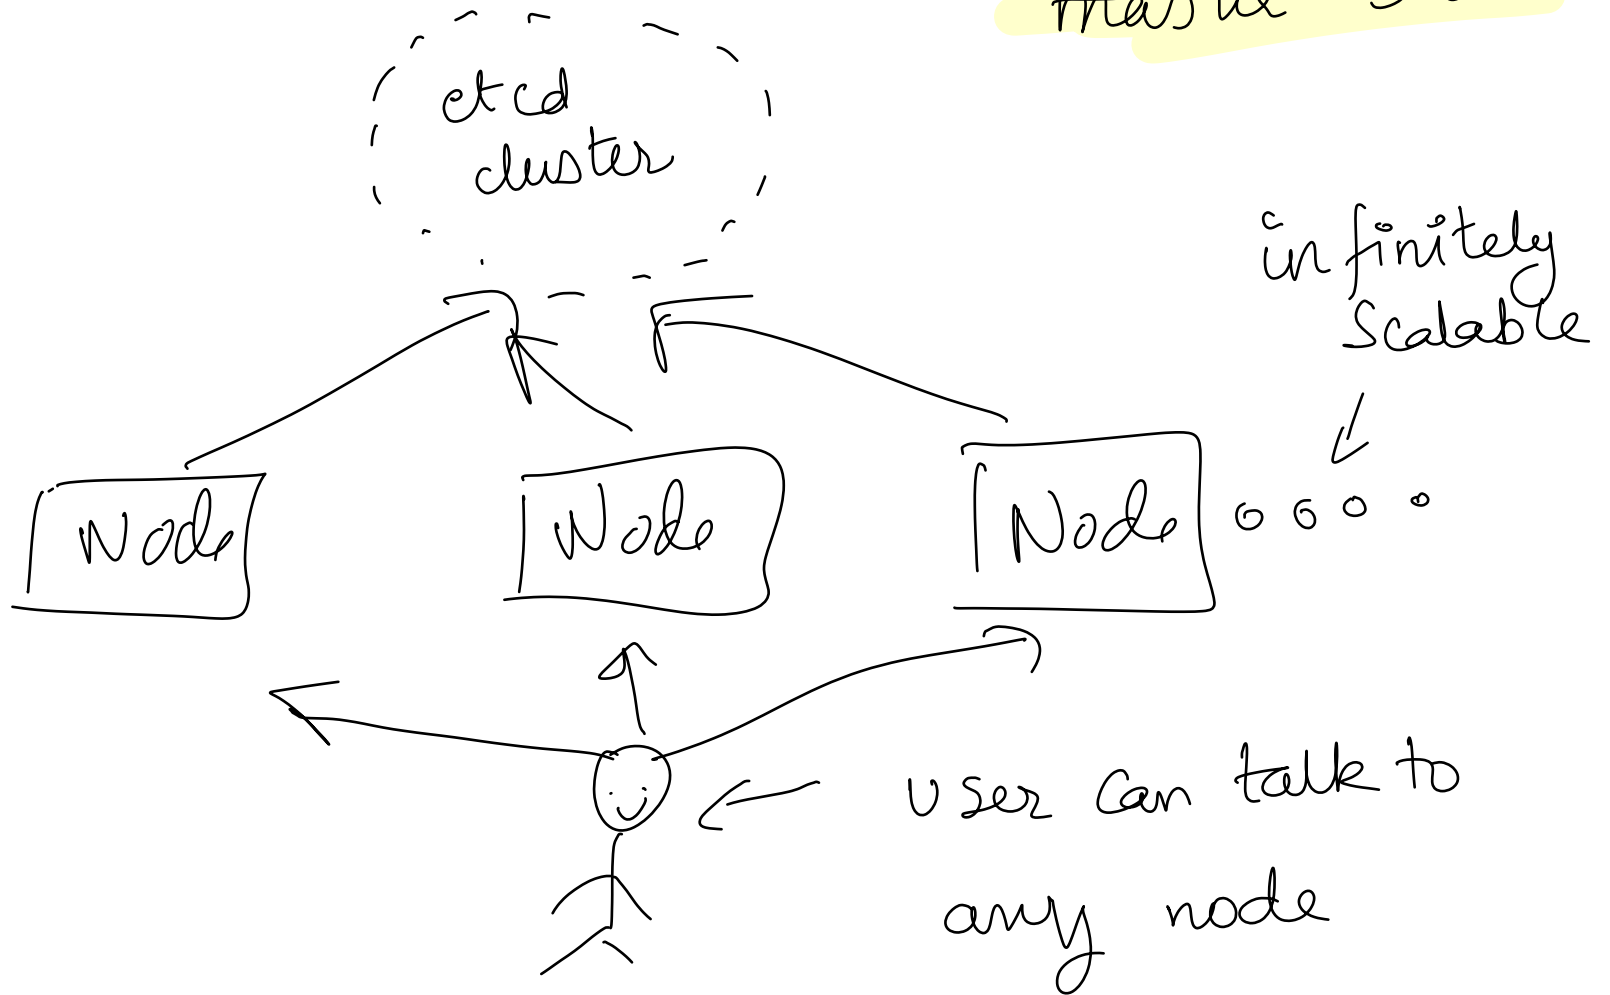 etcd
cluster
infinitely
scalable
Node
Node
Node
user can talk to
any node